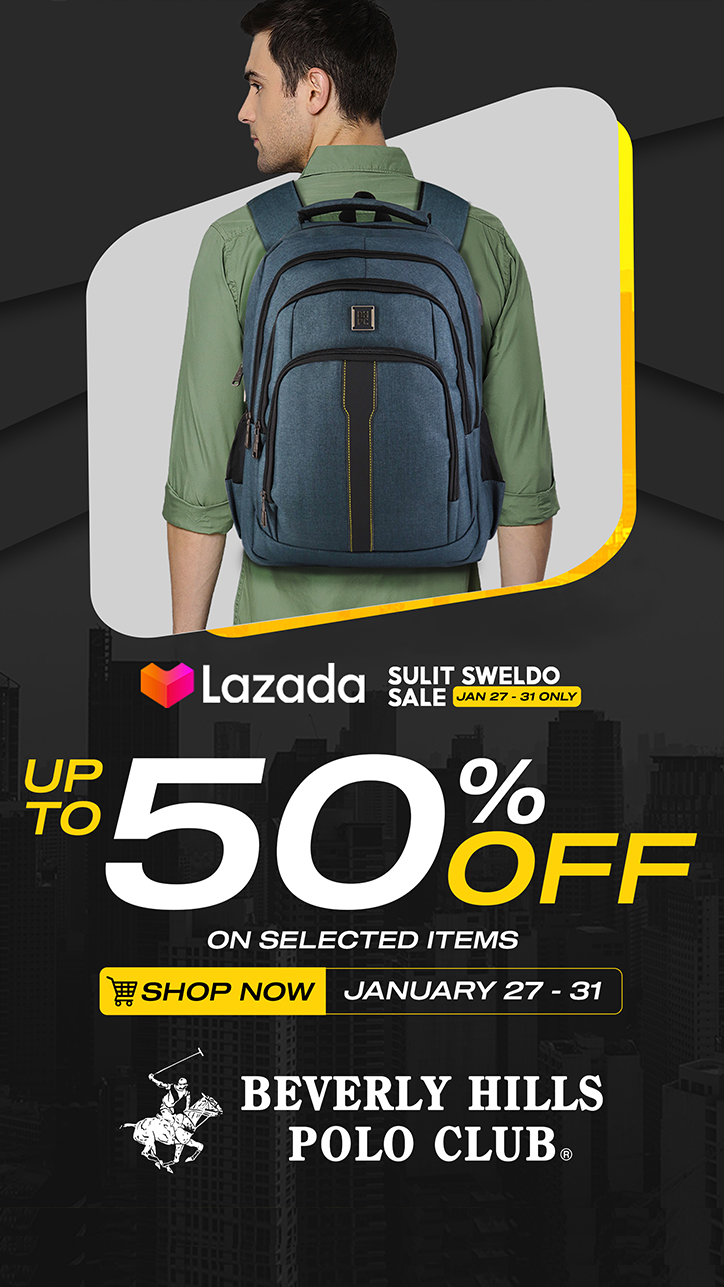 Lazada
SULIT SWELDO
SALE JAN 27 - 31 ONLY
UP
TO
50%
OFF
ON SELECTED ITEMS
SHOP NOW
JANUARY 27 - 31
BEVERLY HILLS
POLO CLUB®